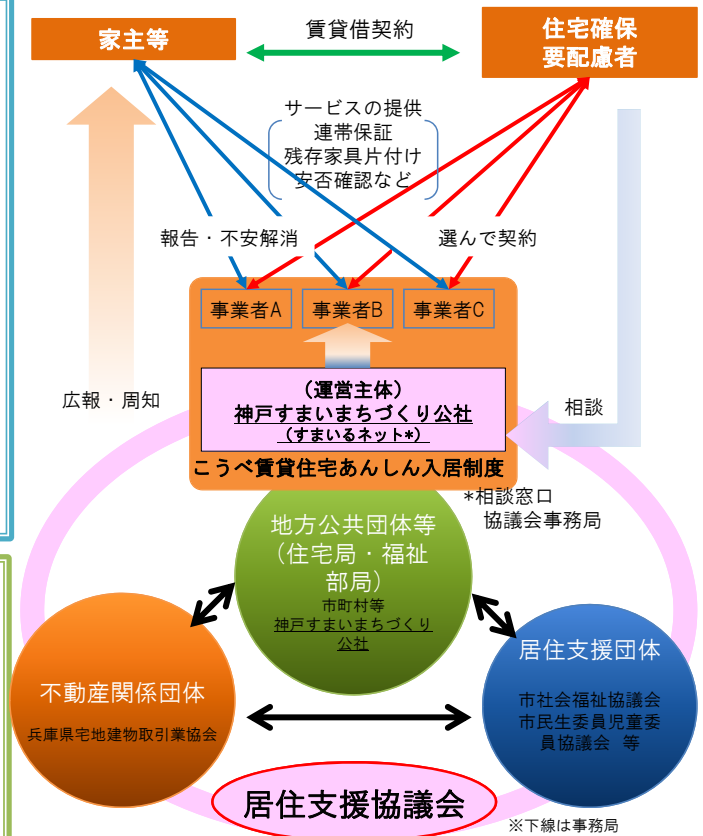 家主等
賃貸借契約
住宅確保
要配慮者
サービスの提供
連帯保証
残存家具片付け
安否確認など
報告・不安解消
選んで契約
事業者A
事業者B
事業者C
広報・周知
（運営主体）
神戸すまいまちづくり公社
（すまいるネット*）
こうべ賃貸住宅あんしん入居制度
相談
*相談窓口
協議会事務局
地方公共団体等
（住宅局・福祉
部局）
市町村等
神戸すまいまちづくり
公社
不動産関係団体
兵庫県宅地建物取引業協会
居住支援団体
市社会福祉協議会
市民生委員児童委
員協議会 等
居住支援協議会
※下線は事務局